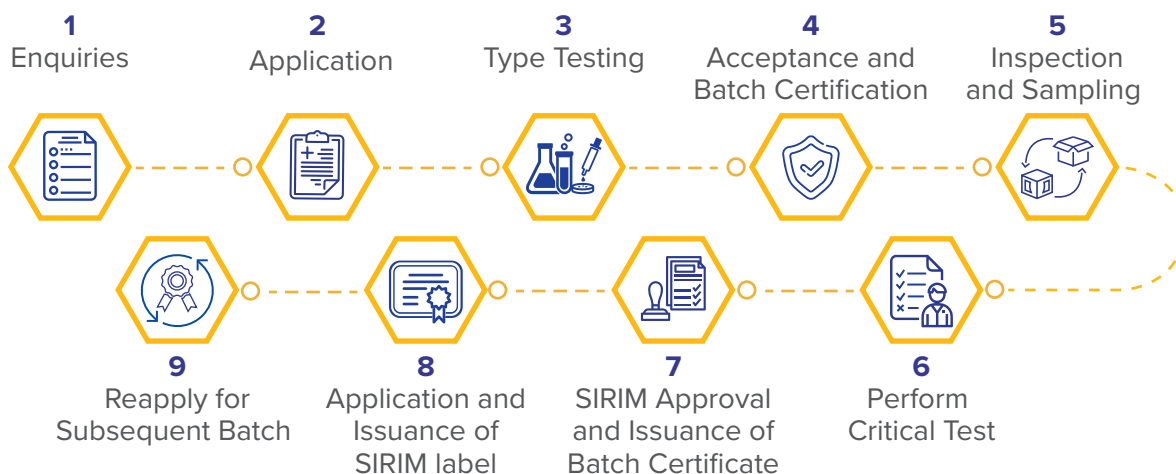 1
Enquiries
2
Application
3
Type Testing
4
Acceptance and
Batch Certification
5
Inspection
and Sampling
6
Perform
Critical Test
7
SIRIM Approval
and Issuance of
Batch Certificate
8
Application and
Issuance of
SIRIM label
9
Reapply for
Subsequent Batch